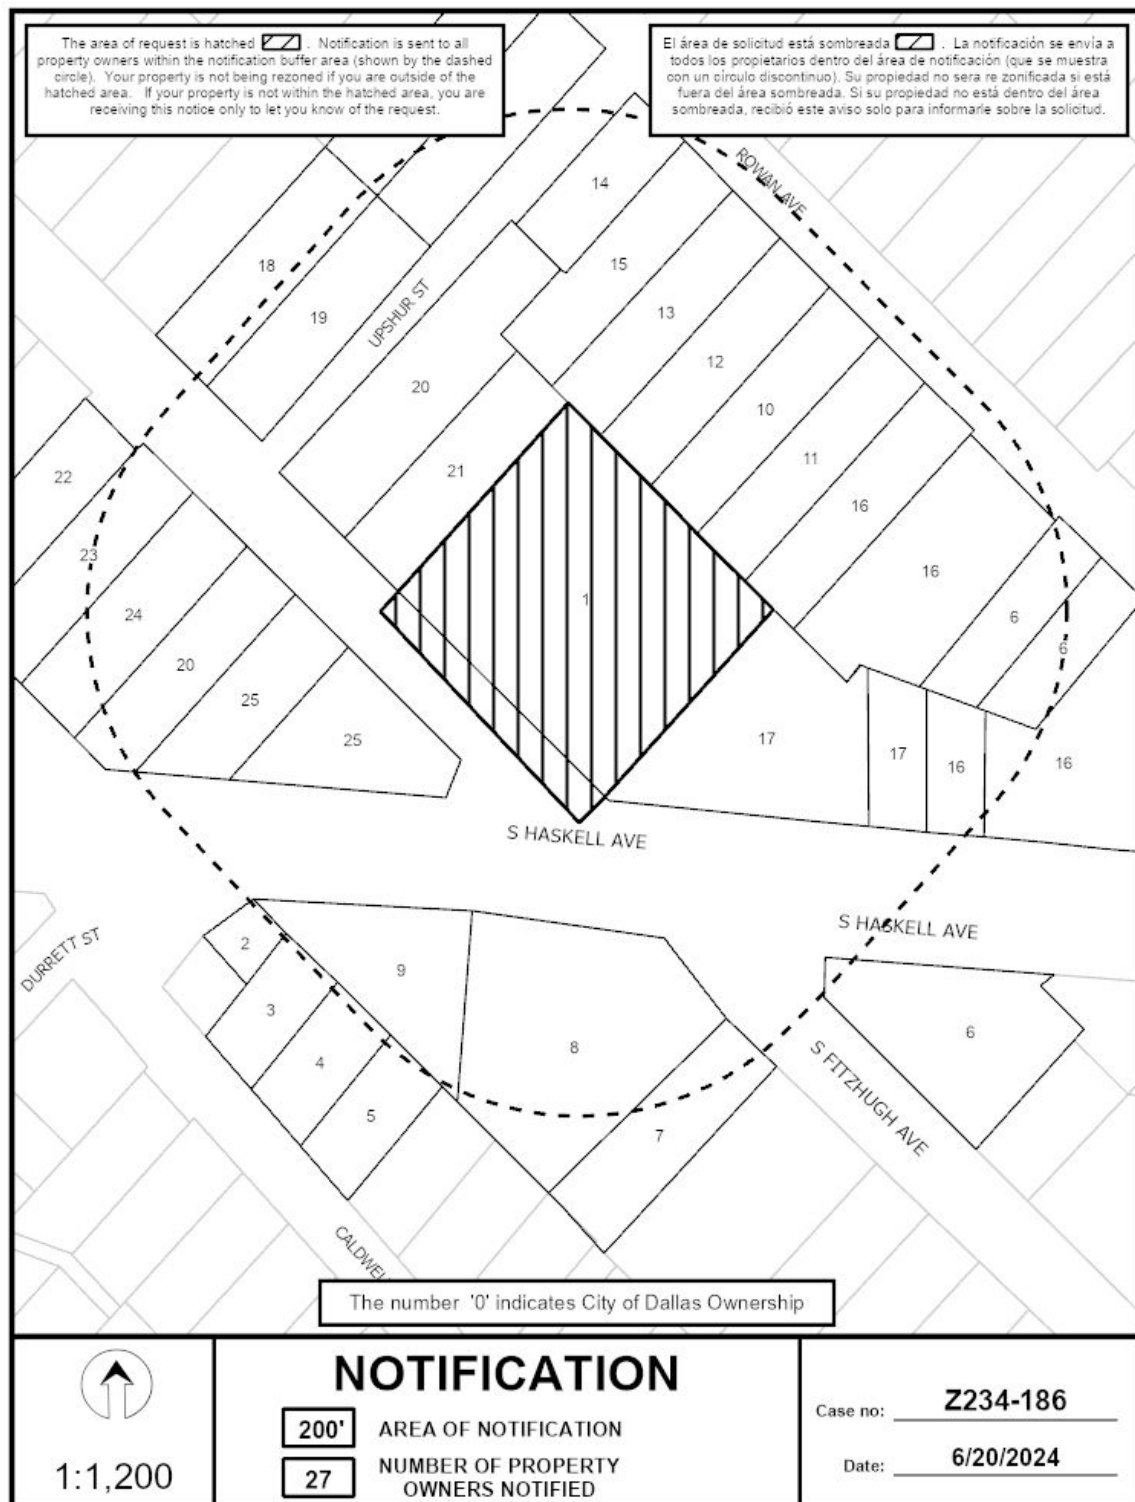 The area of request is hatched . Notification is sent to all
property owners within the notification buffer area (shown by the dashed
circle). Your property is not being rezoned if you are outside of the
hatched area. If your property is not within the hatched area, you are
receiving this notice only to let you know of the request.
El área de solicitud está sombreada . La notificación se envía a
todos los propietarios dentro del área de notificación (que se muestra
con un círculo discontinuo). Su propiedad no sera re zonificada si está
fuera del área sombreada. Si su propiedad no está dentro del área
sombreada, recibió este aviso solo para informarle sobre la solicitud.
ROWAN AVE
14
15
18
13
19
UPSHUR ST
12
20
10
11
21
22
16
23
16
1
24
6
6
20
25
25
17
17
16
16
S HASKELL AVE
S HASKELL AVE
DURRETT ST
2
9
3
8
6
4
S FITZHUGH AVE
5
7
CALDWEL
The number '0' indicates City of Dallas Ownership
1:1,200
NOTIFICATION
200' AREA OF NOTIFICATION
27 NUMBER OF PROPERTY
OWNERS NOTIFIED
Case no: Z234-186
Date: 6/20/2024